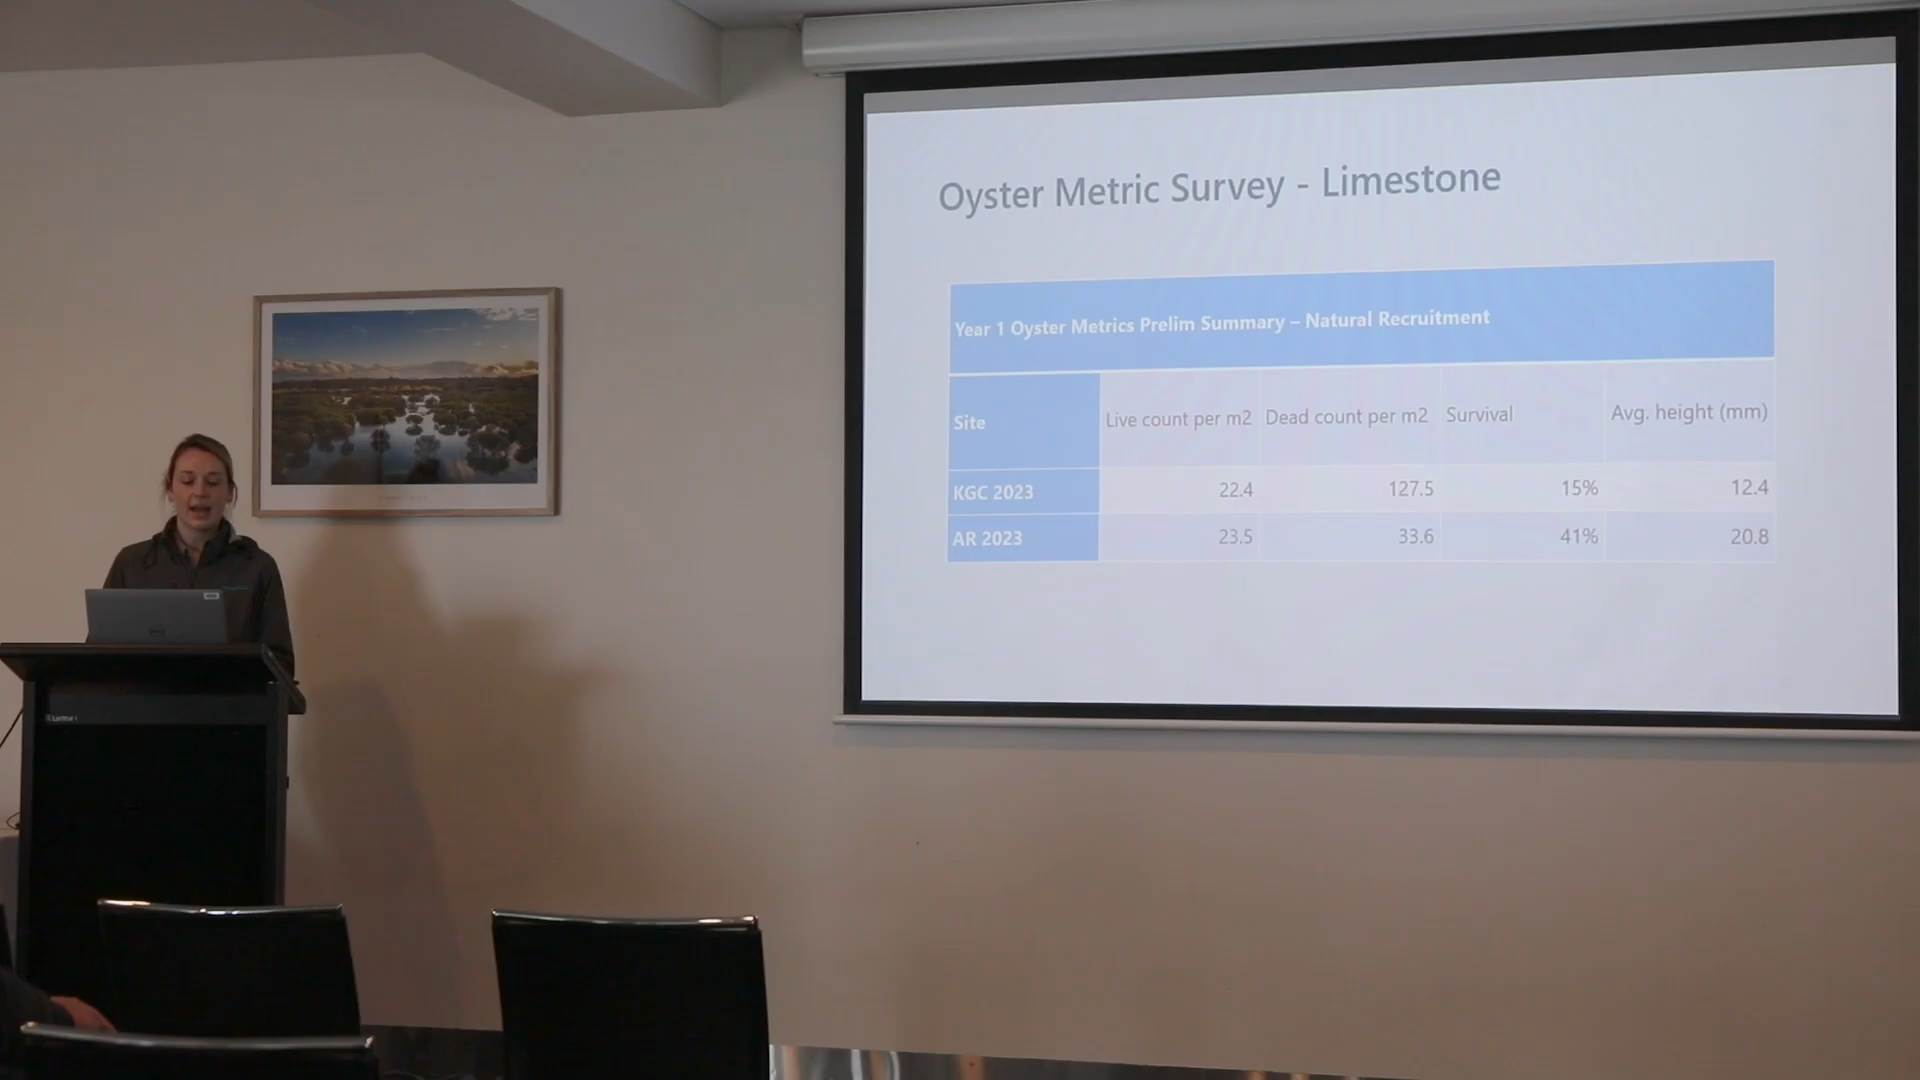 Oyster Metric Survey - Limestone
Year 1 Oyster Metrics Prelim Summary – Natural Recruitment
Site Live count per m2 Dead count per m2 Survival Avg. height (mm)
KGC 2023 22.4 127.5 15% 12.4
AR 2023 23.5 33.6 41% 20.8